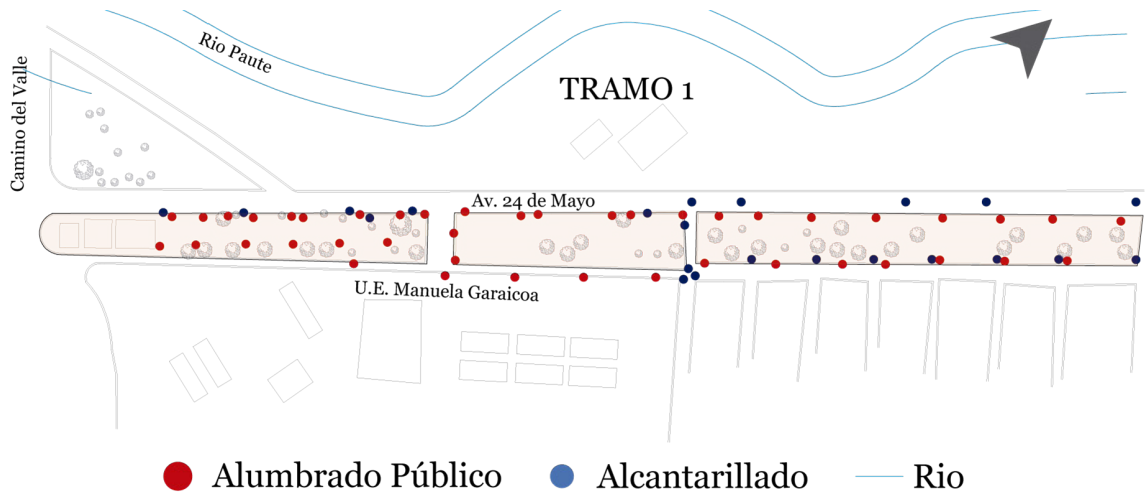 Rio Paute
TRAMO 1
Camino del Valle
Av. 24 de Mayo
U.E. Manuela Garaicoa
Alumbrado Público
Alcantarillado
Rio